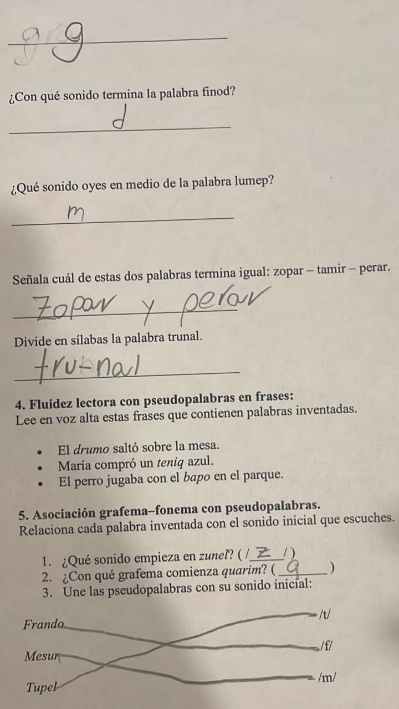 g
¿Con qué sonido termina la palabra finod?
d
¿Qué sonido oyes en medio de la palabra lumep?
m
Señala cuál de estas dos palabras termina igual: zopar – tamir – perar.
zopar y perar
Divide en sílabas la palabra trunal.
tru-nal
4. Fluidez lectora con pseudopalabras en frases:
Lee en voz alta estas frases que contienen palabras inventadas.
• El drumo saltó sobre la mesa.
• María compró un teniq azul.
• El perro jugaba con el bapo en el parque.
5. Asociación grafema–fonema con pseudopalabras.
Relaciona cada palabra inventada con el sonido inicial que escuches.
1. ¿Qué sonido empieza en zunel? ( / z / )
2. ¿Con qué grafema comienza quarim? ( q )
3. Une las pseudopalabras con su sonido inicial:
Frando /t/
Mesun /f/
Tupel /m/